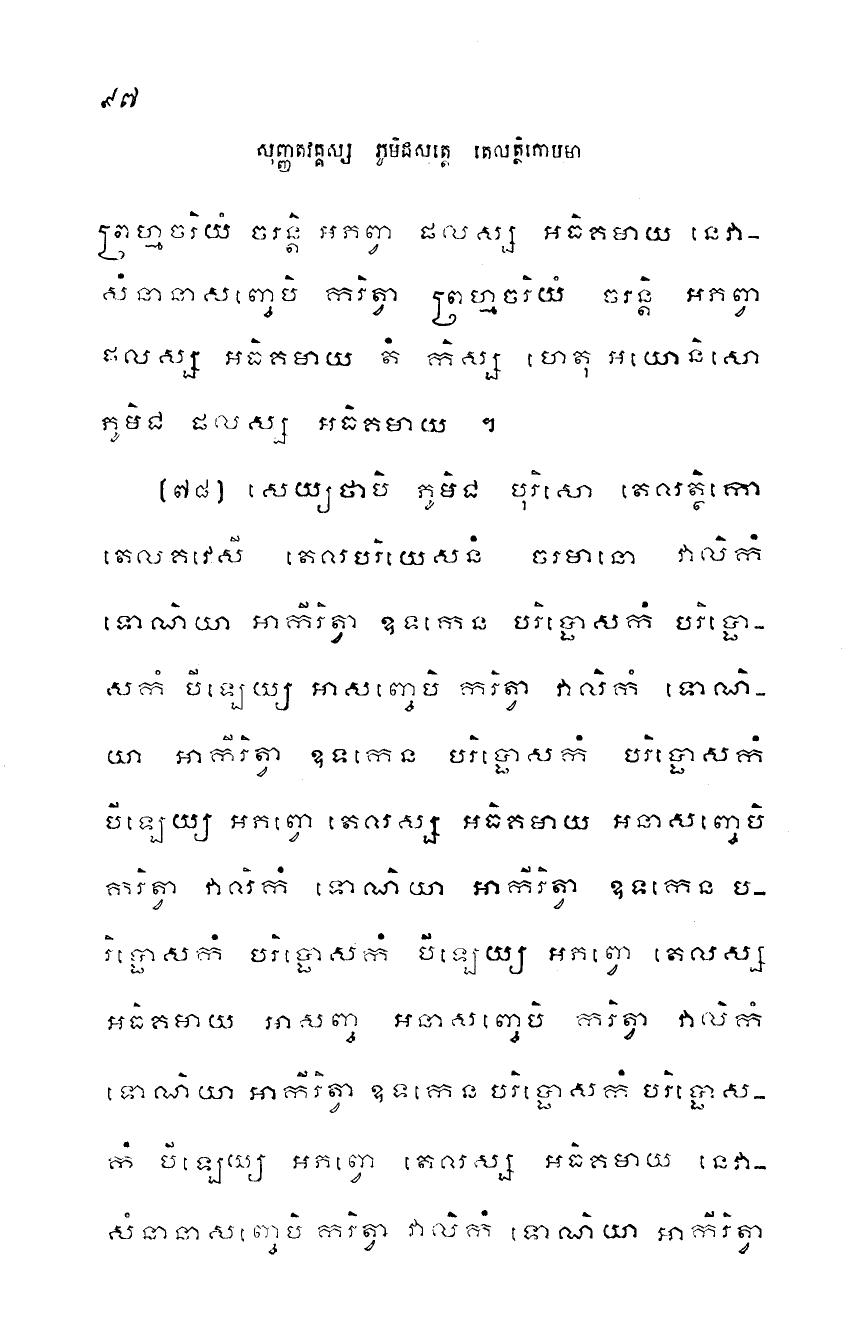 ៩៧
សុញ្ញតវគ្គស្ស ភូមិជសុត្តេ តេលត្ថិកោបមា
ព្រហ្មចរិយំ ចរន្តិ អភព្វា ផលស្ស អធិគមាយ នេវា-
សំនានាសញ្ចេបិ ករិត្វា ព្រហ្មចរិយំ ចរន្តិ អភព្វា
ផលស្ស អធិគមាយ តំ កិស្ស ហេតុ អយោនិសោ
ភូមិជ ផលស្ស អធិគមាយ ។
[៧៨] សេយ្យថាបិ ភូមិជ បុរិសោ តេលត្ថិកោ
តេលគវេសី តេលបរិយេសនំ ចរមានោ វាលិកំ
ទោណិយា អាកីរិត្វា ឧទកេន បរិប្ផោសកំ បរិប្ផោ-
សកំ បីឡេយ្យ អាសញ្ចេបិ ករិត្វា វាលិកំ ទោណិ-
យា អាកីរិត្វា ឧទកេន បរិប្ផោសកំ បរិប្ផោសកំ
បីឡេយ្យ អភព្វោ តេលស្ស អធិគមាយ អនាសញ្ចេបិ
ករិត្វា វាលិកំ ទោណិយា អាកីរិត្វា ឧទកេន ប-
រិប្ផោសកំ បរិប្ផោសកំ បីឡេយ្យ អភព្វោ តេលស្ស
អធិគមាយ អាសញ្ច អនាសញ្ចេបិ ករិត្វា វាលិកំ
ទោណិយា អាកីរិត្វា ឧទកេន បរិប្ផោសកំ បរិប្ផោស-
កំ បីឡេយ្យ អភព្វោ តេលស្ស អធិគមាយ នេវា-
សំនានាសញ្ចេបិ ករិត្វា វាលិកំ ទោណិយា អាកីរិត្វា